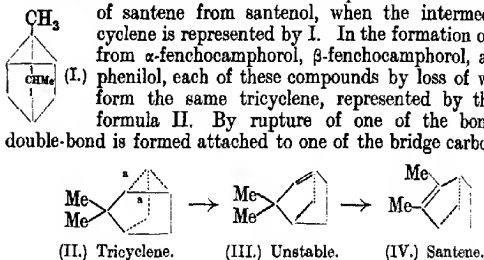 CH3
of santene from santenol, when the intermed
cyclene is represented by I. In the formation o
from α-fenchocamphorol, β-fenchocamphorol, a
CHMe
(I.)
phenilol, each of these compounds by loss of w
form the same tricyclene, represented by th
formula II. By rupture of one of the bon
double-bond is formed attached to one of the bridge carbo
a
a
Me
Me
Me
Me
Me
Me
(II.) Tricyclene.
(III.) Unstable.
(IV.) Santene.